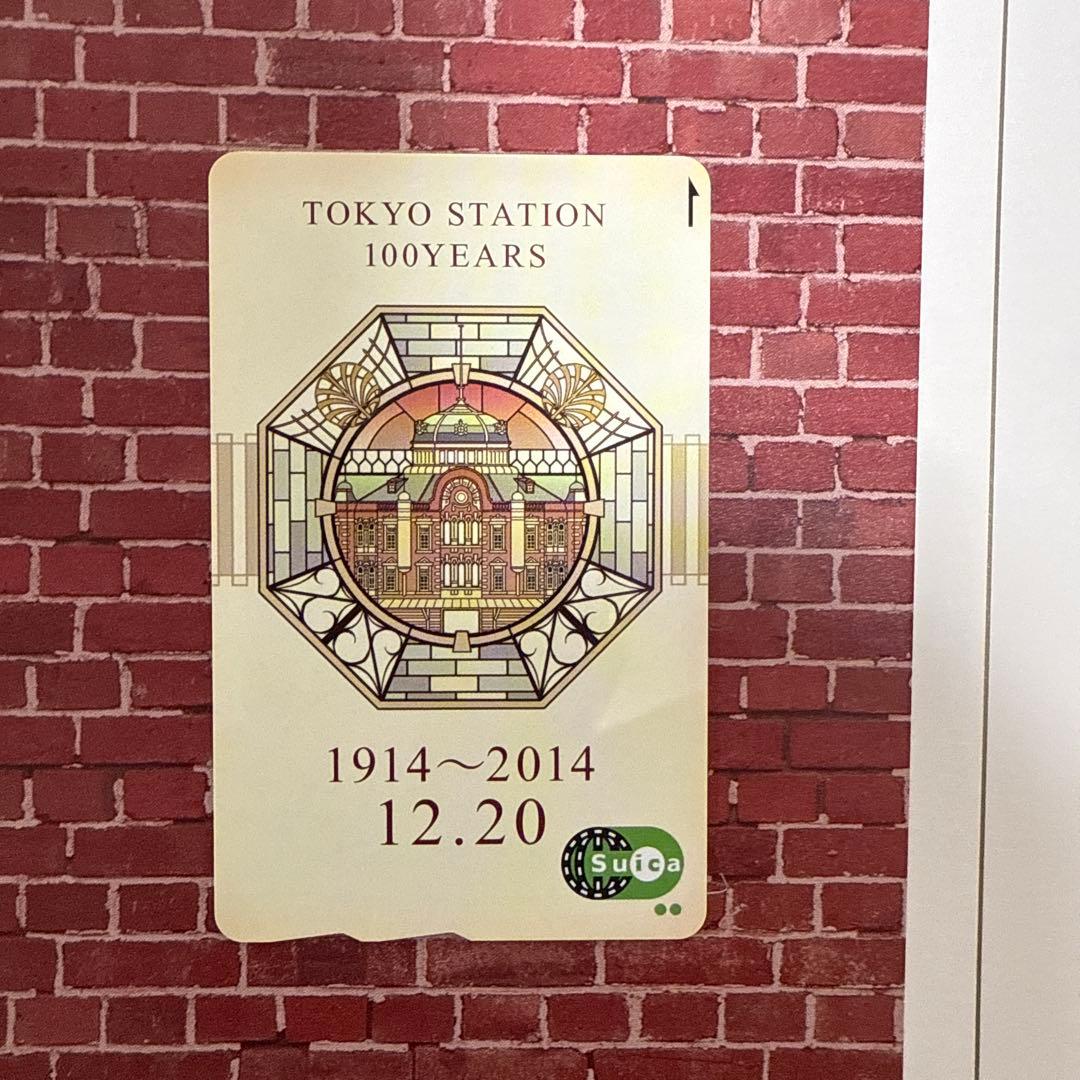 TOKYO STATION
100YEARS
1914～2014
12.20
Suica